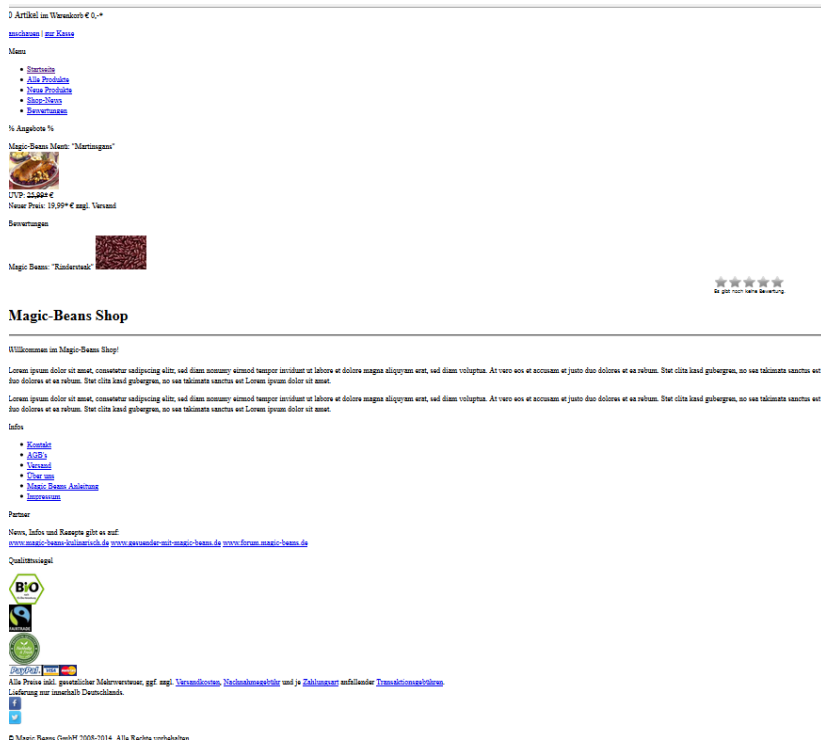 0 Artikel im Warenkorb € 0,-*
anschauen | zur Kasse
Menu
Startseite
Alle Produkte
Neue Produkte
Shop-News
Bewertungen
% Angebote %
Magic-Beans Menü: "Martinsgans"
UVP: 25,99* €
Neuer Preis: 19,99* € zzgl. Versand
Bewertungen
Magic Beans: "Rindersteak"
Es gibt noch keine Bewertung.
Magic-Beans Shop
Willkommen im Magic-Beans Shop!
Lorem ipsum dolor sit amet, consetetur sadipscing elitr, sed diam nonumy eirmod tempor invidunt ut labore et dolore magna aliquyam erat, sed diam voluptua. At vero eos et accusam et justo duo dolores et ea rebum. Stet clita kasd gubergren, no sea takimata sanctus est
duo dolores et ea rebum. Stet clita kasd gubergren, no sea takimata sanctus est Lorem ipsum dolor sit amet.
Lorem ipsum dolor sit amet, consetetur sadipscing elitr, sed diam nonumy eirmod tempor invidunt ut labore et dolore magna aliquyam erat, sed diam voluptua. At vero eos et accusam et justo duo dolores et ea rebum. Stet clita kasd gubergren, no sea takimata sanctus est
duo dolores et ea rebum. Stet clita kasd gubergren, no sea takimata sanctus est Lorem ipsum dolor sit amet.
Infos
Kontakt
AGB's
Versand
Über uns
Magic Beans Anleitung
Impressum
Partner
News, Infos und Rezepte gibt es auf:
www.magic-beans-kulinarisch.de www.gesuender-mit-magic-beans.de www.forum.magic-beans.de
Qualitätssiegel
BIO
FAIRTRADE
PayPal VISA MasterCard
Alle Preise inkl. gesetzlicher Mehrwersteuer, ggf. zzgl. Versandkosten, Nachnahmegebühr und je Zahlungsart anfallender Transaktionsgebühren.
Lieferung nur innerhalb Deutschlands.
© Magic Beans GmbH 2008-2014. Alle Rechte vorbehalten